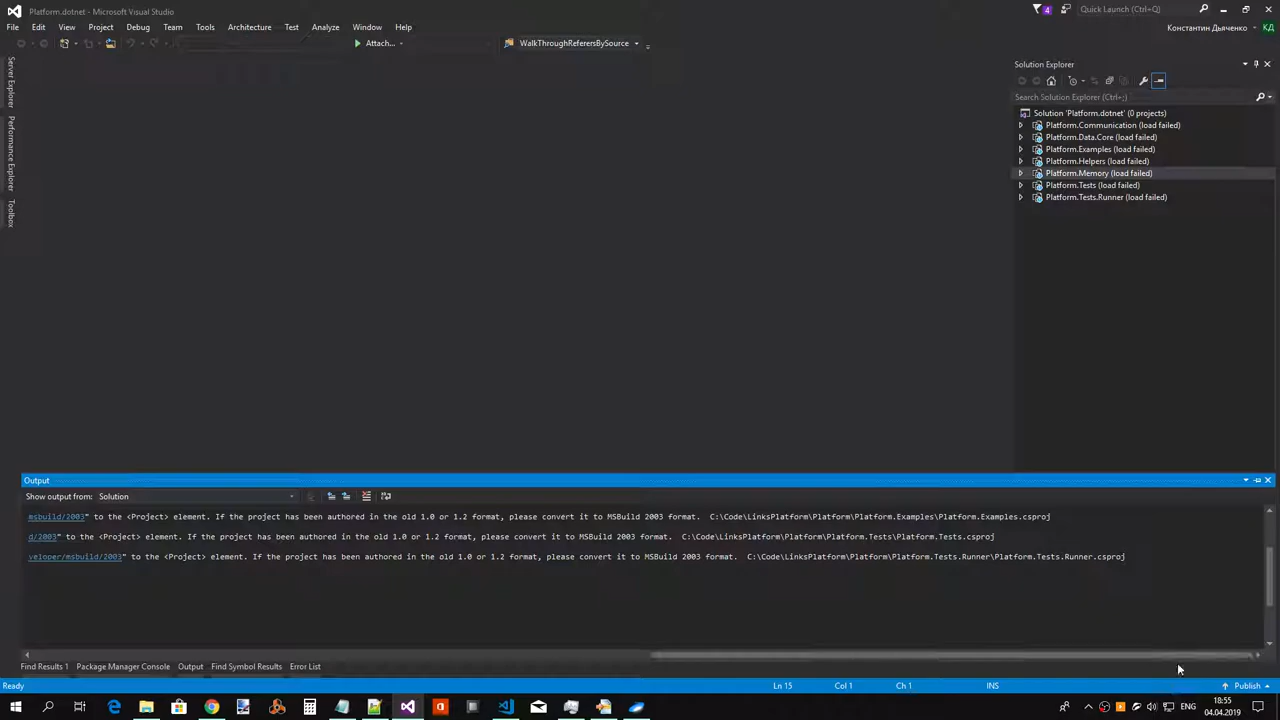 Platform.dotnet - Microsoft Visual Studio
4
Quick Launch (Ctrl+Q)
File Edit View Project Debug Team Tools Architecture Test Analyze Window Help
Константин Дьяченко КД
Attach...
WalkThroughReferersBySource
Server Explorer
Performance Explorer
Toolbox
Solution Explorer
Search Solution Explorer (Ctrl+;)
Solution 'Platform.dotnet' (0 projects)
Platform.Communication (load failed)
Platform.Data.Core (load failed)
Platform.Examples (load failed)
Platform.Helpers (load failed)
Platform.Memory (load failed)
Platform.Tests (load failed)
Platform.Tests.Runner (load failed)
Output
Show output from: Solution
msbuild/2003" to the <Project> element. If the project has been authored in the old 1.0 or 1.2 format, please convert it to MSBuild 2003 format. C:\Code\LinksPlatform\Platform\Platform.Examples\Platform.Examples.csproj
d/2003" to the <Project> element. If the project has been authored in the old 1.0 or 1.2 format, please convert it to MSBuild 2003 format. C:\Code\LinksPlatform\Platform\Platform.Tests\Platform.Tests.csproj
veloper/msbuild/2003" to the <Project> element. If the project has been authored in the old 1.0 or 1.2 format, please convert it to MSBuild 2003 format. C:\Code\LinksPlatform\Platform\Platform.Tests.Runner\Platform.Tests.Runner.csproj
Find Results 1 Package Manager Console Output Find Symbol Results Error List
Ready Ln 15 Col 1 Ch 1 INS Publish
ENG
18:55
04.04.2019